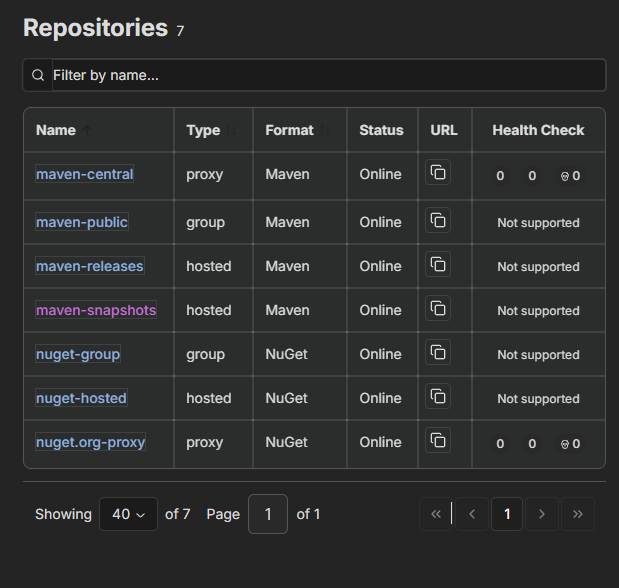 Repositories 7
Filter by name...
Name Type Format Status URL Health Check
maven-central proxy Maven Online 0 0 0
maven-public group Maven Online Not supported
maven-releases hosted Maven Online Not supported
maven-snapshots hosted Maven Online Not supported
nuget-group group NuGet Online Not supported
nuget-hosted hosted NuGet Online Not supported
nuget.org-proxy proxy NuGet Online 0 0 0
Showing 40 of 7 Page 1 of 1 1